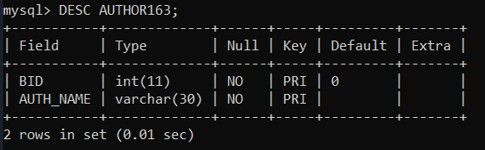 mysql> DESC AUTHOR163;
+-----------+-------------+------+-----+---------+-------+
| Field     | Type        | Null | Key | Default | Extra |
+-----------+-------------+------+-----+---------+-------+
| BID       | int(11)     | NO   | PRI | 0       |       |
| AUTH_NAME | varchar(30) | NO   | PRI |         |       |
+-----------+-------------+------+-----+---------+-------+
2 rows in set (0.01 sec)